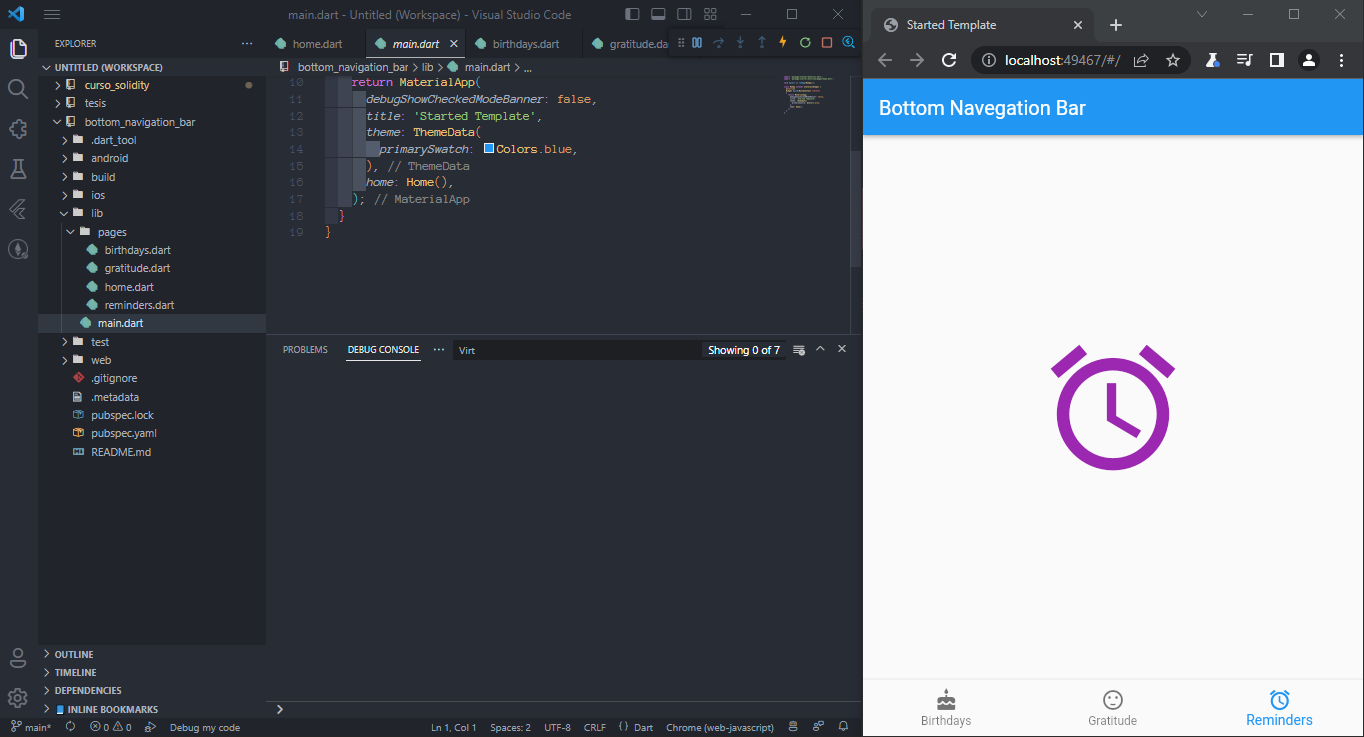 main.dart - Untitled (Workspace) - Visual Studio Code
EXPLORER
UNTITLED (WORKSPACE)
curso_solidity
tesis
bottom_navigation_bar
.dart_tool
android
build
ios
lib
pages
birthdays.dart
gratitude.dart
home.dart
reminders.dart
main.dart
test
web
.gitignore
.metadata
pubspec.lock
pubspec.yaml
README.md
OUTLINE
TIMELINE
DEPENDENCIES
INLINE BOOKMARKS
home.dart
main.dart
birthdays.dart
gratitude.da
bottom_navigation_bar > lib > main.dart > ...
10 return MaterialApp(
11 debugShowCheckedModeBanner: false,
12 title: 'Started Template',
13 theme: ThemeData(
14 primarySwatch: Colors.blue,
15 ), // ThemeData
16 home: Home(),
17 ); // MaterialApp
18 }
19 }
PROBLEMS
DEBUG CONSOLE
...
Virt
Showing 0 of 7
main*
0 0
Debug my code
Ln 1, Col 1
Spaces: 2
UTF-8
CRLF
{ } Dart
Chrome (web-javascript)
Started Template
localhost:49467/#/
Bottom Navegation Bar
Birthdays
Gratitude
Reminders